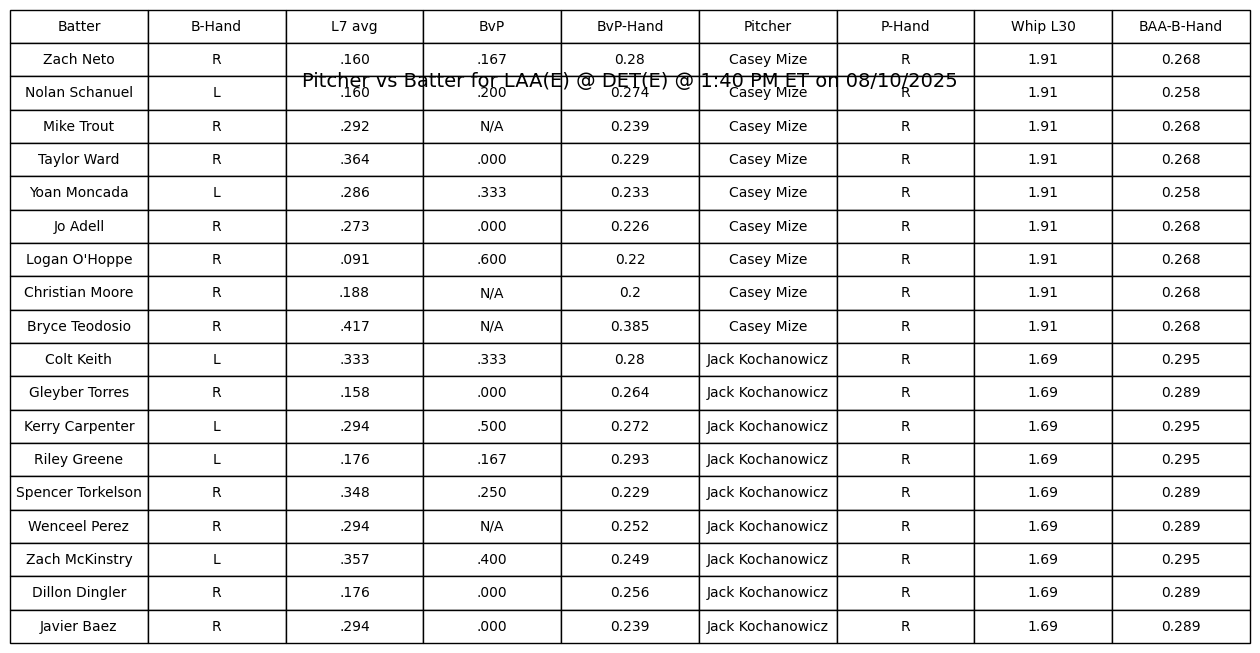 Batter B-Hand L7 avg BvP BvP-Hand Pitcher P-Hand Whip L30 BAA-B-Hand
Zach Neto R .160 .167 0.28 Casey Mize R 1.91 0.268
Pitcher vs Batter for LAA(E) @ DET(E) @ 1:40 PM ET on 08/10/2025
Nolan Schanuel L .160 .200 0.274 Casey Mize R 1.91 0.258
Mike Trout R .292 N/A 0.239 Casey Mize R 1.91 0.268
Taylor Ward R .364 .000 0.229 Casey Mize R 1.91 0.268
Yoan Moncada L .286 .333 0.233 Casey Mize R 1.91 0.258
Jo Adell R .273 .000 0.226 Casey Mize R 1.91 0.268
Logan O'Hoppe R .091 .600 0.22 Casey Mize R 1.91 0.268
Christian Moore R .188 N/A 0.2 Casey Mize R 1.91 0.268
Bryce Teodosio R .417 N/A 0.385 Casey Mize R 1.91 0.268
Colt Keith L .333 .333 0.28 Jack Kochanowicz R 1.69 0.295
Gleyber Torres R .158 .000 0.264 Jack Kochanowicz R 1.69 0.289
Kerry Carpenter L .294 .500 0.272 Jack Kochanowicz R 1.69 0.295
Riley Greene L .176 .167 0.293 Jack Kochanowicz R 1.69 0.295
Spencer Torkelson R .348 .250 0.229 Jack Kochanowicz R 1.69 0.289
Wenceel Perez R .294 N/A 0.252 Jack Kochanowicz R 1.69 0.289
Zach McKinstry L .357 .400 0.249 Jack Kochanowicz R 1.69 0.295
Dillon Dingler R .176 .000 0.256 Jack Kochanowicz R 1.69 0.289
Javier Baez R .294 .000 0.239 Jack Kochanowicz R 1.69 0.289